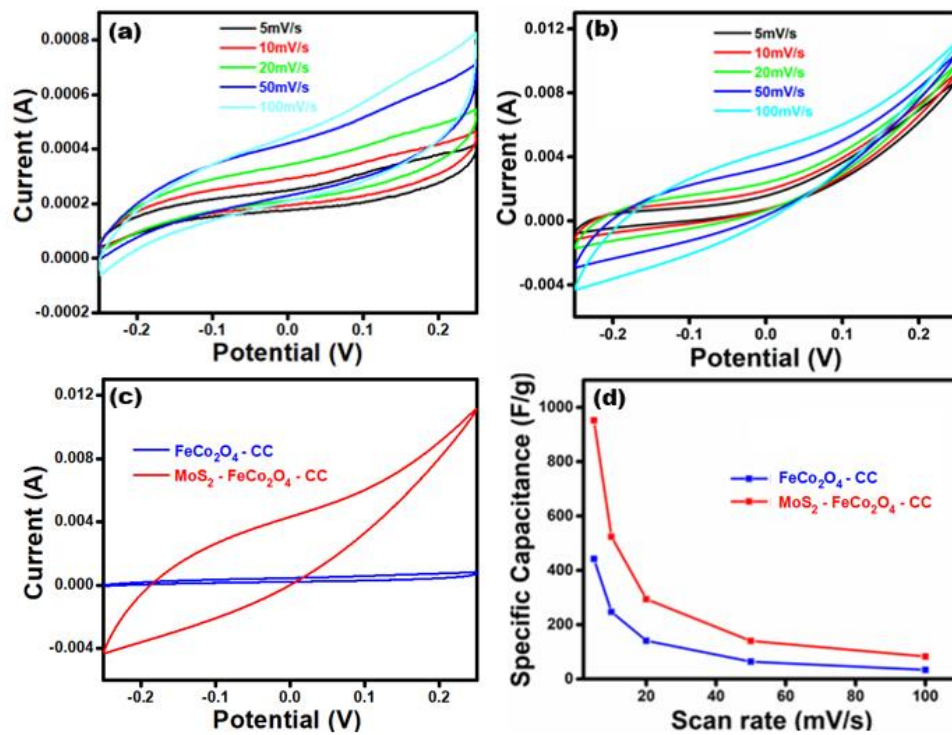 (a)
5mV/s
10mV/s
20mV/s
50mV/s
100mV/s
0.0008
0.0006
0.0004
0.0002
0.0000
-0.0002
Current (A)
-0.2 -0.1 0.0 0.1 0.2
Potential (V)
(b)
5mV/s
10mV/s
20mV/s
50mV/s
100mV/s
0.012
0.008
0.004
0.000
-0.004
Current (A)
-0.2 -0.1 0.0 0.1 0.2
Potential (V)
(c)
FeCo₂O₄ - CC
MoS₂ - FeCo₂O₄ - CC
0.012
0.008
0.004
0.000
-0.004
Current (A)
-0.2 -0.1 0.0 0.1 0.2
Potential (V)
(d)
FeCo₂O₄ - CC
MoS₂ - FeCo₂O₄ - CC
1000
800
600
400
200
0
Specific Capacitance (F/g)
20 40 60 80 100
Scan rate (mV/s)